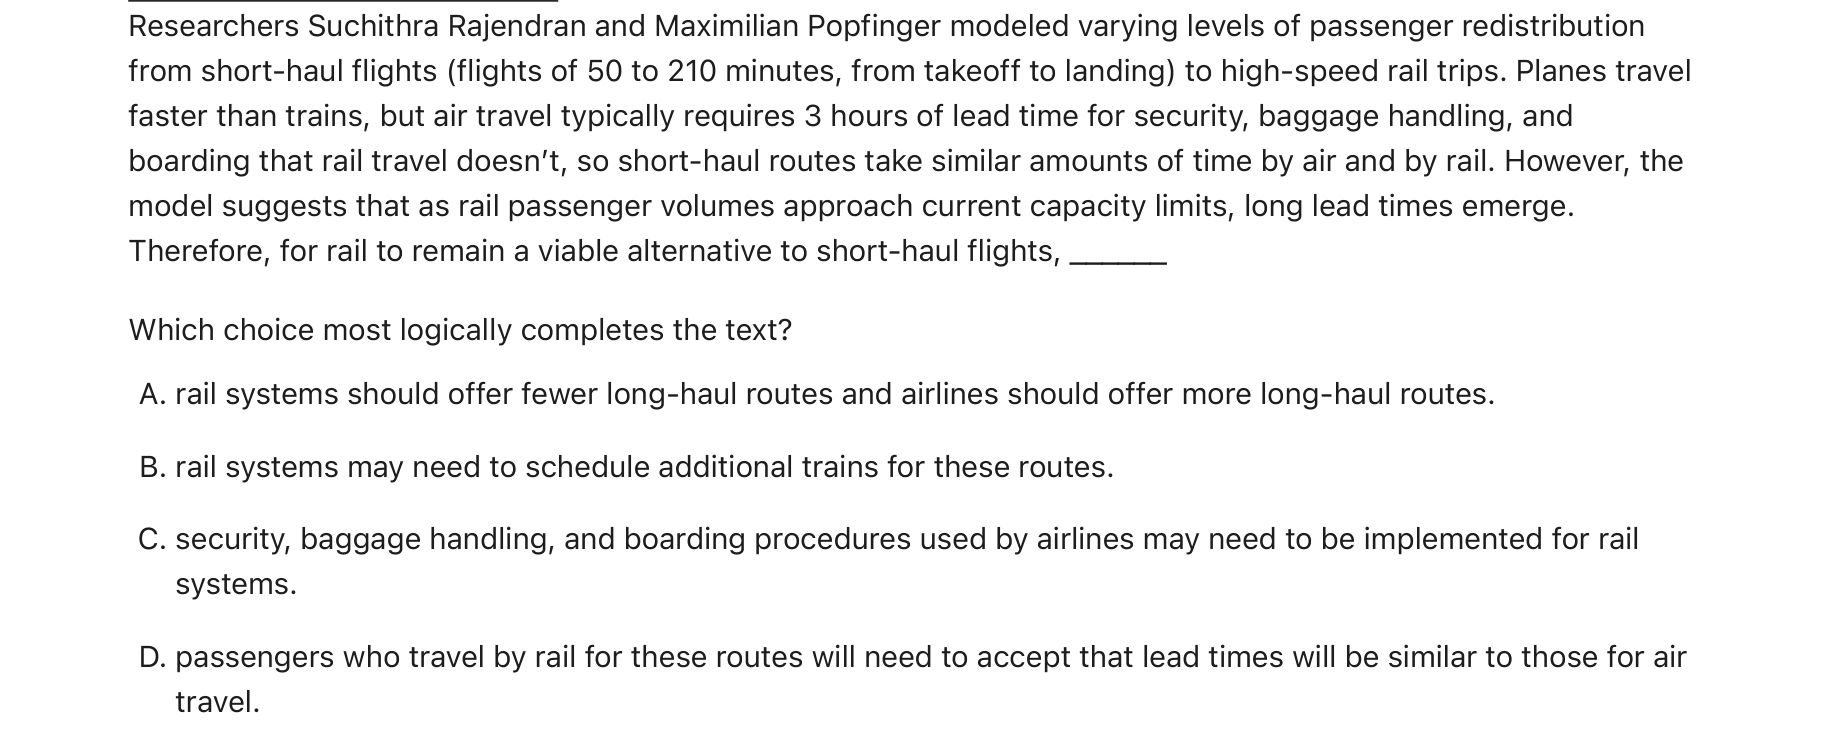 Researchers Suchithra Rajendran and Maximilian Popfinger modeled varying levels of passenger redistribution
from short-haul flights (flights of 50 to 210 minutes, from takeoff to landing) to high-speed rail trips. Planes travel
faster than trains, but air travel typically requires 3 hours of lead time for security, baggage handling, and
boarding that rail travel doesn’t, so short-haul routes take similar amounts of time by air and by rail. However, the
model suggests that as rail passenger volumes approach current capacity limits, long lead times emerge.
Therefore, for rail to remain a viable alternative to short-haul flights, ______
Which choice most logically completes the text?
A. rail systems should offer fewer long-haul routes and airlines should offer more long-haul routes.
B. rail systems may need to schedule additional trains for these routes.
C. security, baggage handling, and boarding procedures used by airlines may need to be implemented for rail
systems.
D. passengers who travel by rail for these routes will need to accept that lead times will be similar to those for air
travel.